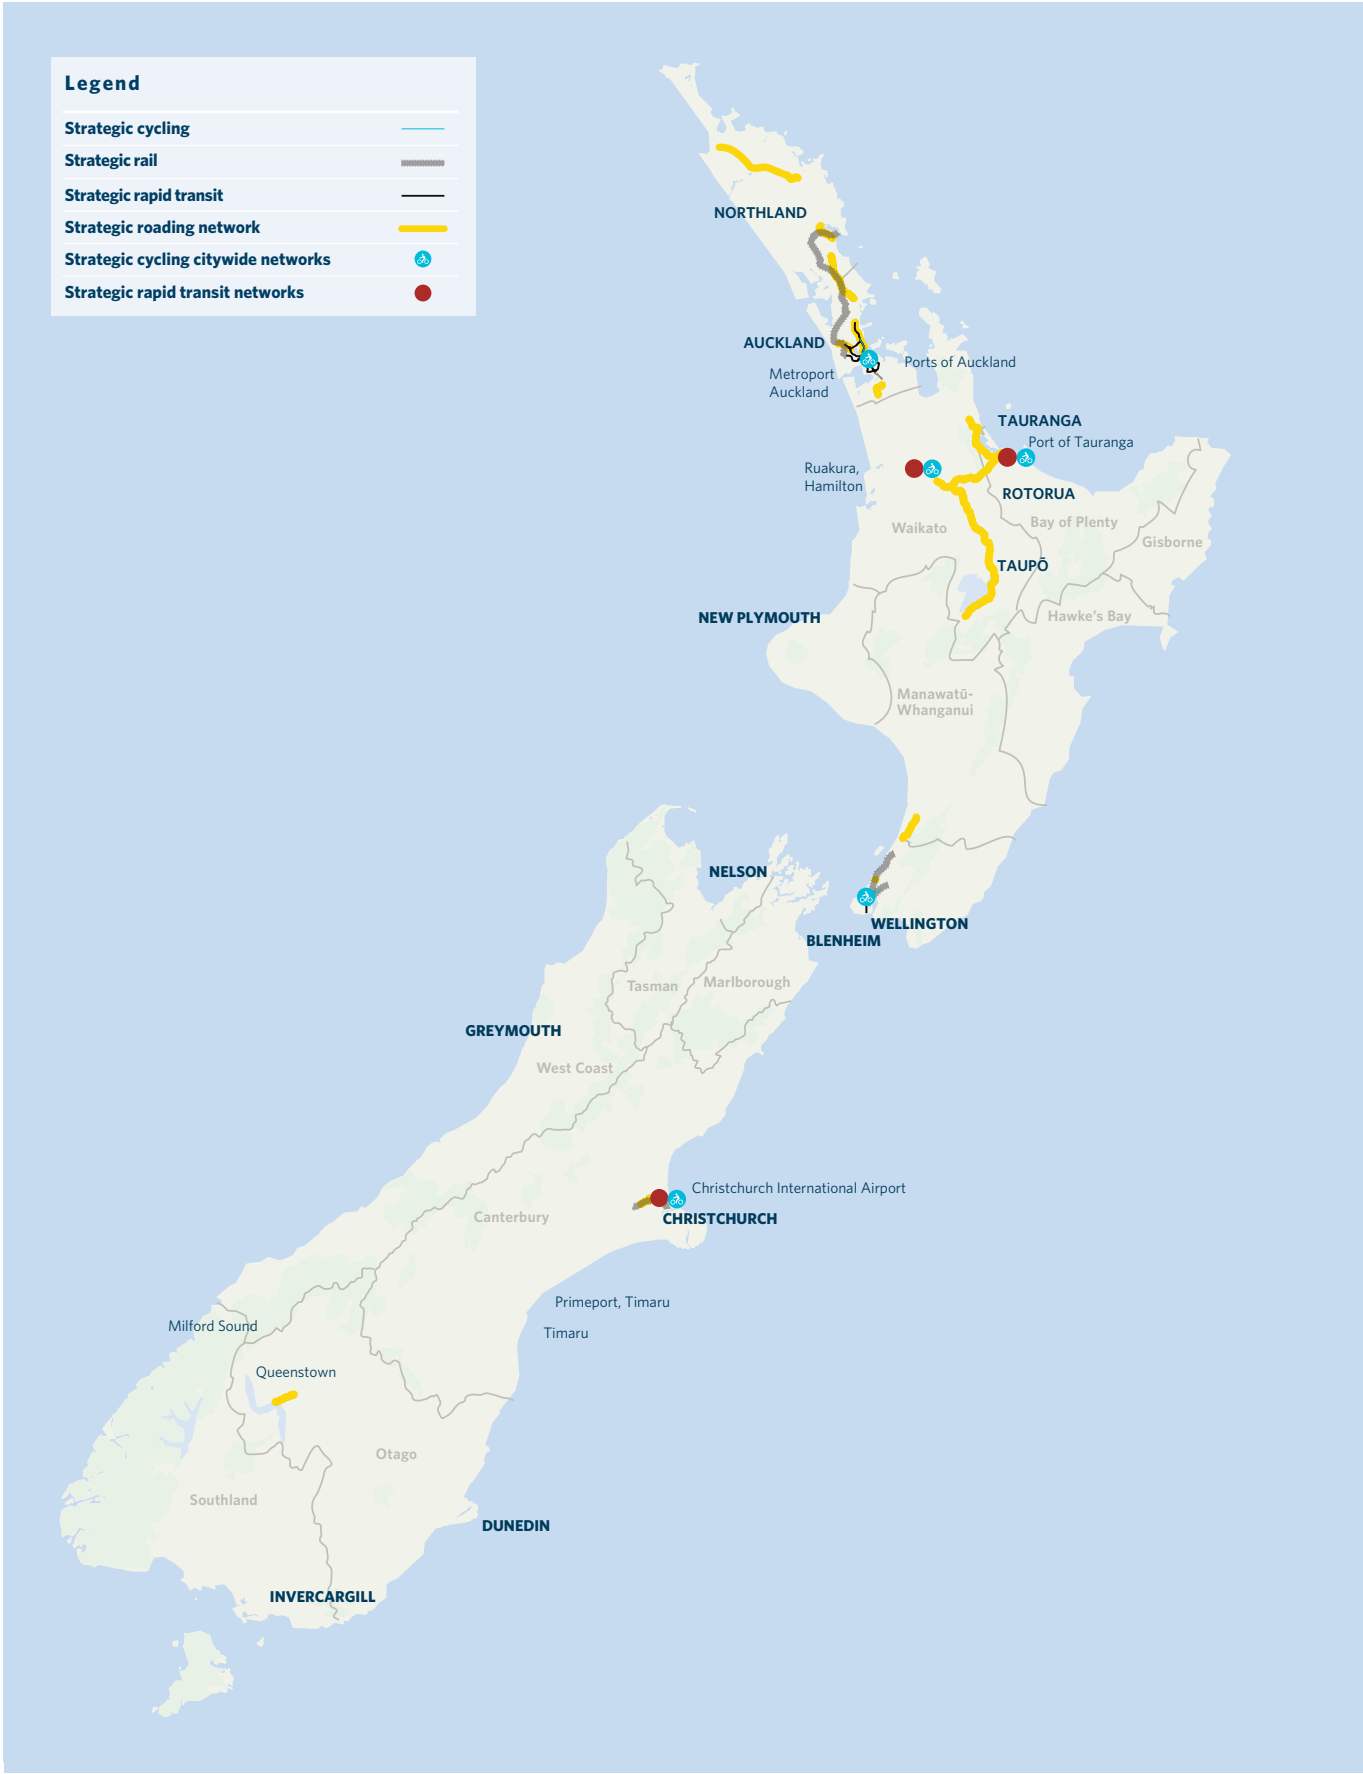 Legend
Strategic cycling
Strategic rail
Strategic rapid transit
Strategic roading network
Strategic cycling citywide networks
Strategic rapid transit networks
NORTHLAND
AUCKLAND
Ports of Auckland
Metroport
Auckland
TAURANGA
Port of Tauranga
Ruakura,
Hamilton
ROTORUA
Waikato
Bay of Plenty
Gisborne
TAUPŌ
NEW PLYMOUTH
Hawke's Bay
Manawatū-
Whanganui
NELSON
WELLINGTON
BLENHEIM
Tasman
Marlborough
GREYMOUTH
West Coast
Christchurch International Airport
Canterbury
CHRISTCHURCH
Primeport, Timaru
Milford Sound
Timaru
Queenstown
Otago
Southland
DUNEDIN
INVERCARGILL